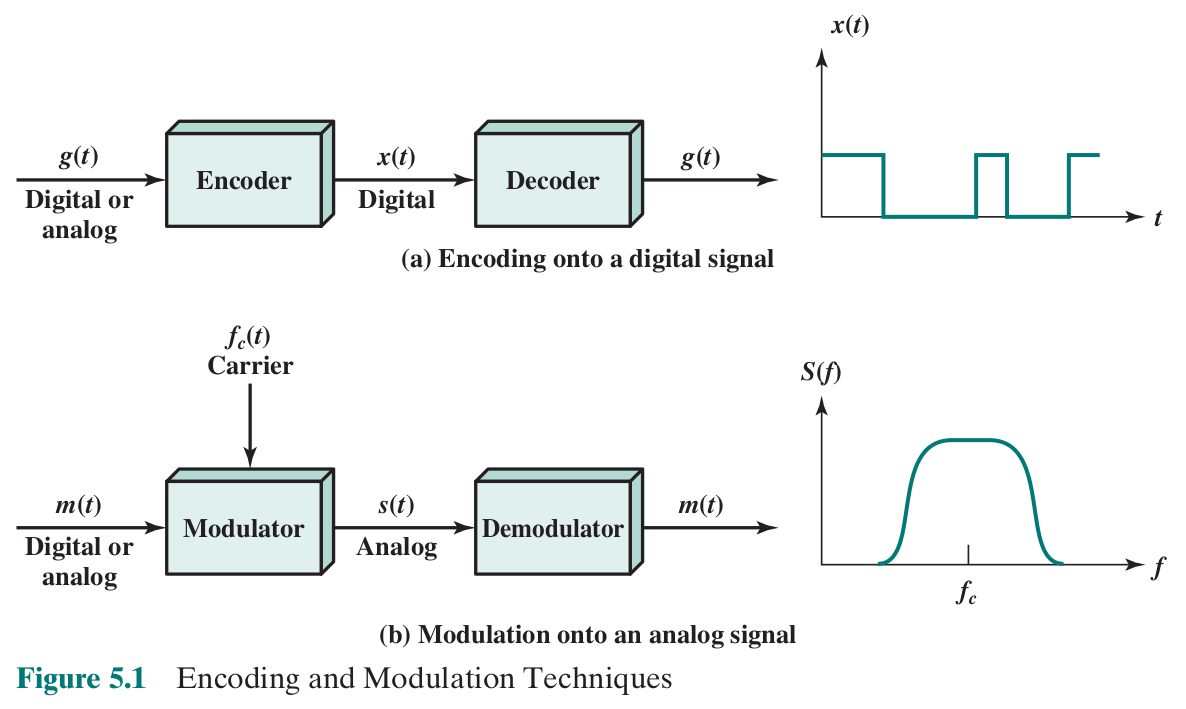 x(t)
g(t)
Digital or
analog
Encoder
x(t)
Digital
Decoder
g(t)
t
(a) Encoding onto a digital signal
f_c(t)
Carrier
S(f)
m(t)
Digital or
analog
Modulator
s(t)
Analog
Demodulator
m(t)
f
f_c
(b) Modulation onto an analog signal
Figure 5.1 Encoding and Modulation Techniques